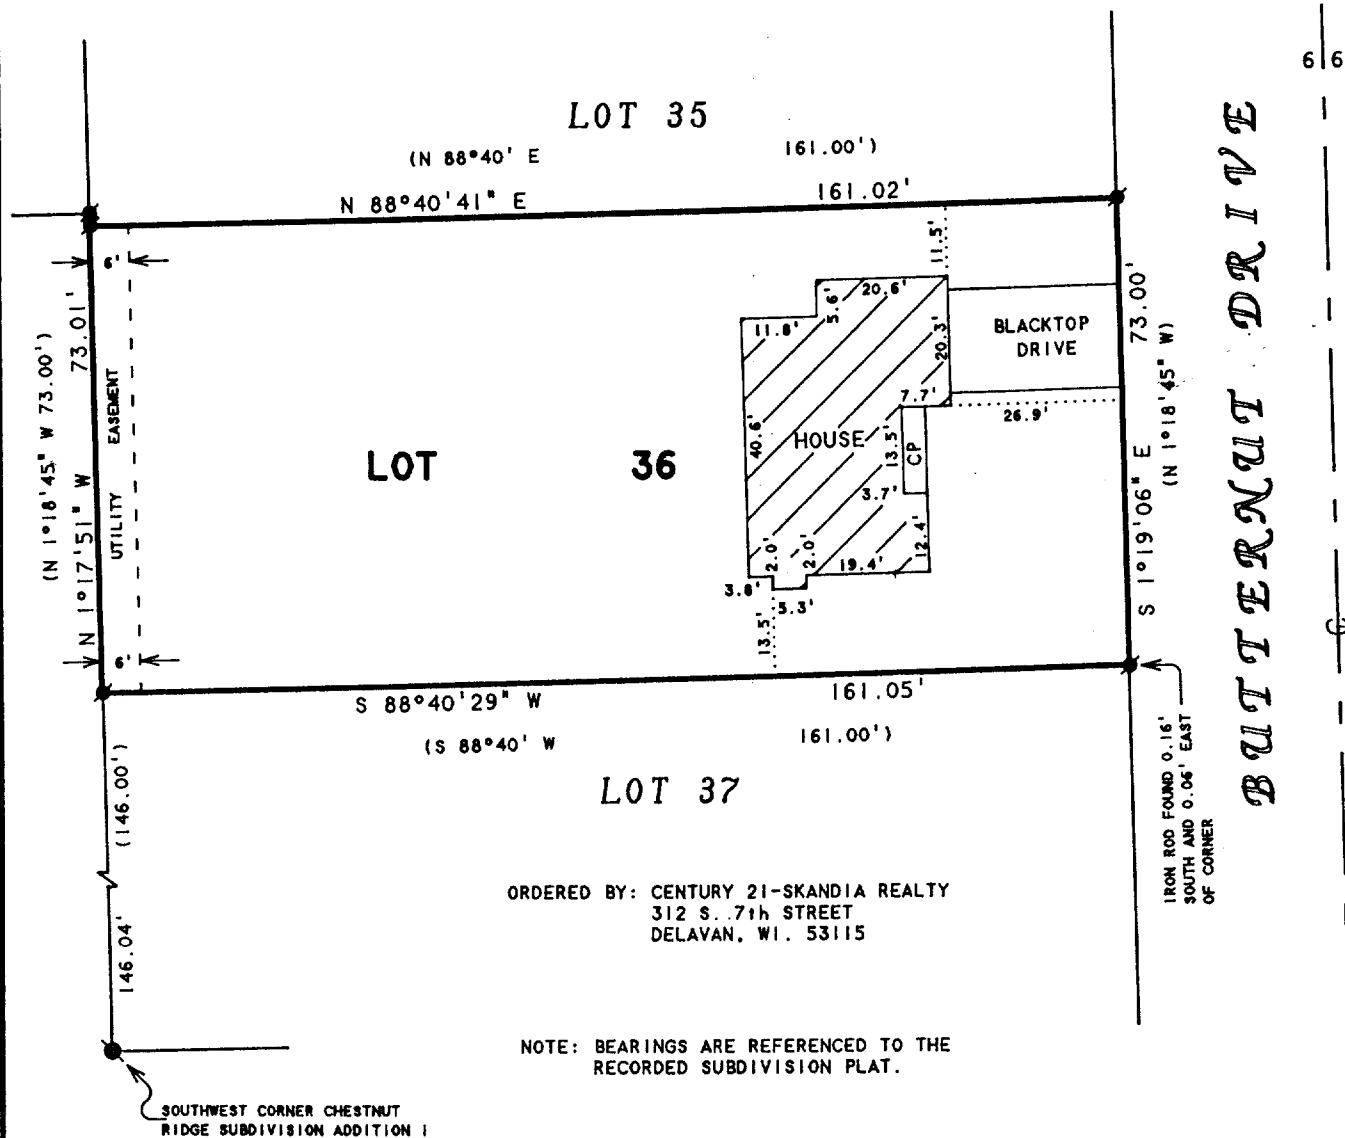 66
LOT 35
(N 88°40' E 161.00')
N 88°40'41" E 161.02'
6'
11.5'
20.6'
5.6'
11.8'
20.3'
BLACKTOP
DRIVE
7.7'
26.9'
40.6'
HOUSE
13.5'
CP
3.7'
12.4'
2.0'
2.0'
19.4'
3.8'
5.3'
13.5'
LOT 36
UTILITY EASEMENT
N 1°17'51" W 73.01'
(N 1°18'45" W 73.00')
6'
S 1°19'06" E 73.00'
(N 1°18'45" W)
BUTTERNUT DRIVE
S 88°40'29" W 161.05'
(S 88°40' W 161.00')
LOT 37
146.04' (146.00')
IRON ROD FOUND 0.16'
SOUTH AND 0.06' EAST
OF CORNER
ORDERED BY: CENTURY 21-SKANDIA REALTY
312 S. 7th STREET
DELAVAN, WI. 53115
NOTE: BEARINGS ARE REFERENCED TO THE
RECORDED SUBDIVISION PLAT.
SOUTHWEST CORNER CHESTNUT
RIDGE SUBDIVISION ADDITION 1